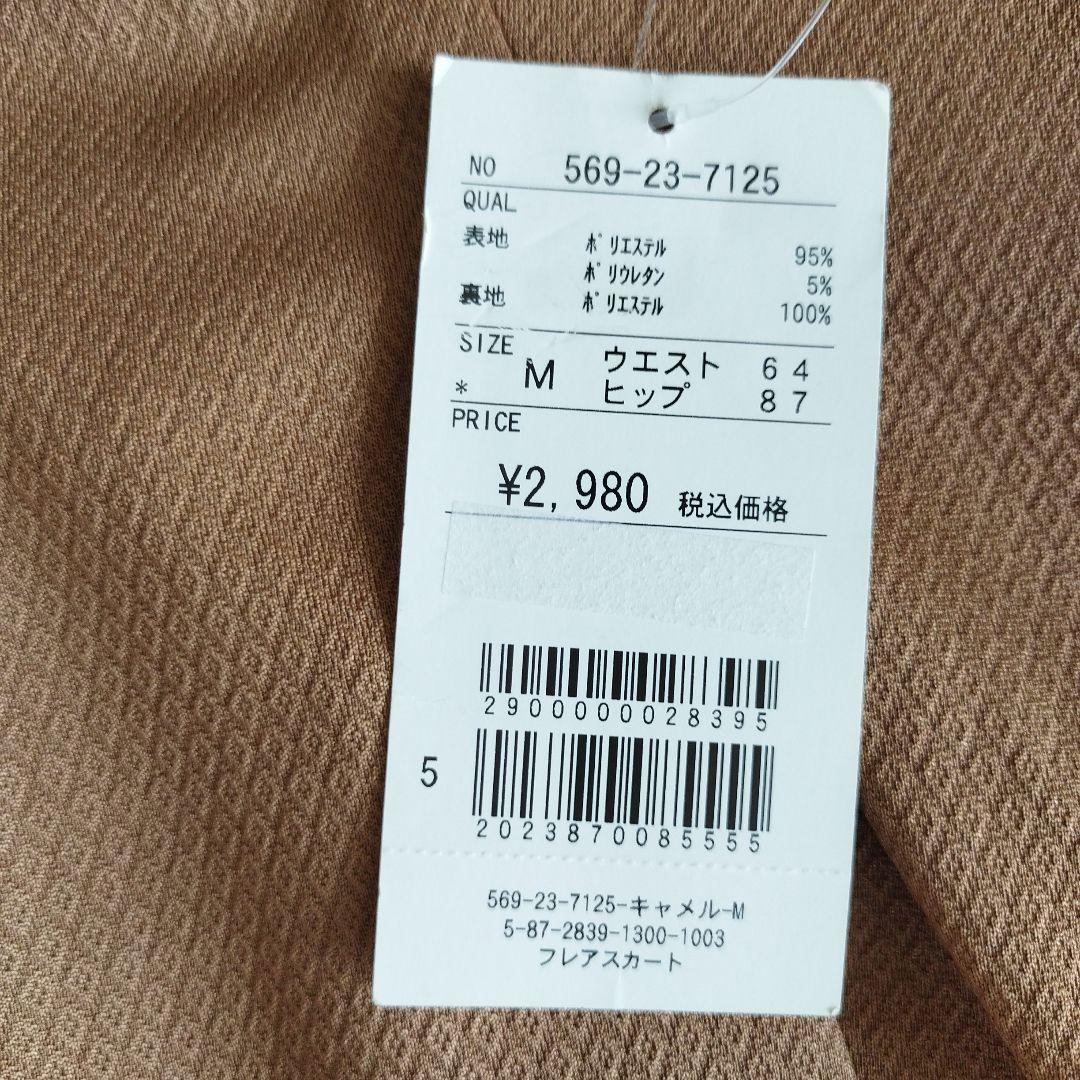 NO 569-23-7125
QUAL
表地 ﾎﾟﾘｴｽﾃﾙ 95%
ﾎﾟﾘｳﾚﾀﾝ 5%
裏地 ﾎﾟﾘｴｽﾃﾙ 100%
SIZE M ウエスト 64
* ヒップ 87
PRICE
¥2,980 税込価格
2900000028395
5
2023870085555
569-23-7125-キャメル-M
5-87-2839-1300-1003
フレアスカート